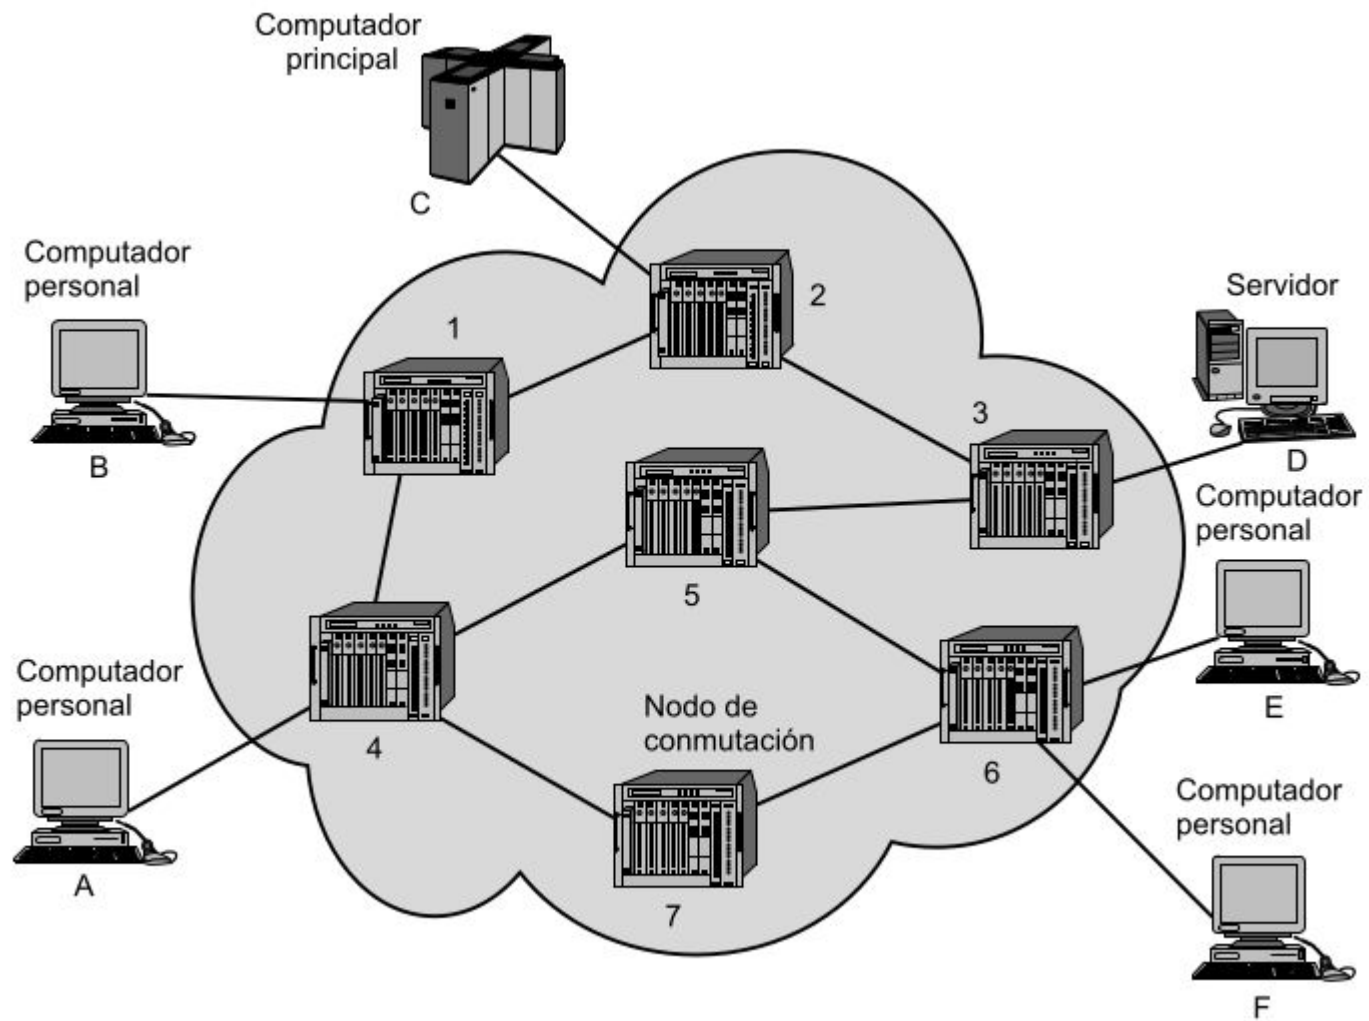 Computador
principal
C
Computador
personal
B
1
2
Servidor
D
3
Computador
personal
E
5
4
Computador
personal
A
Nodo de
conmutación
7
6
Computador
personal
F